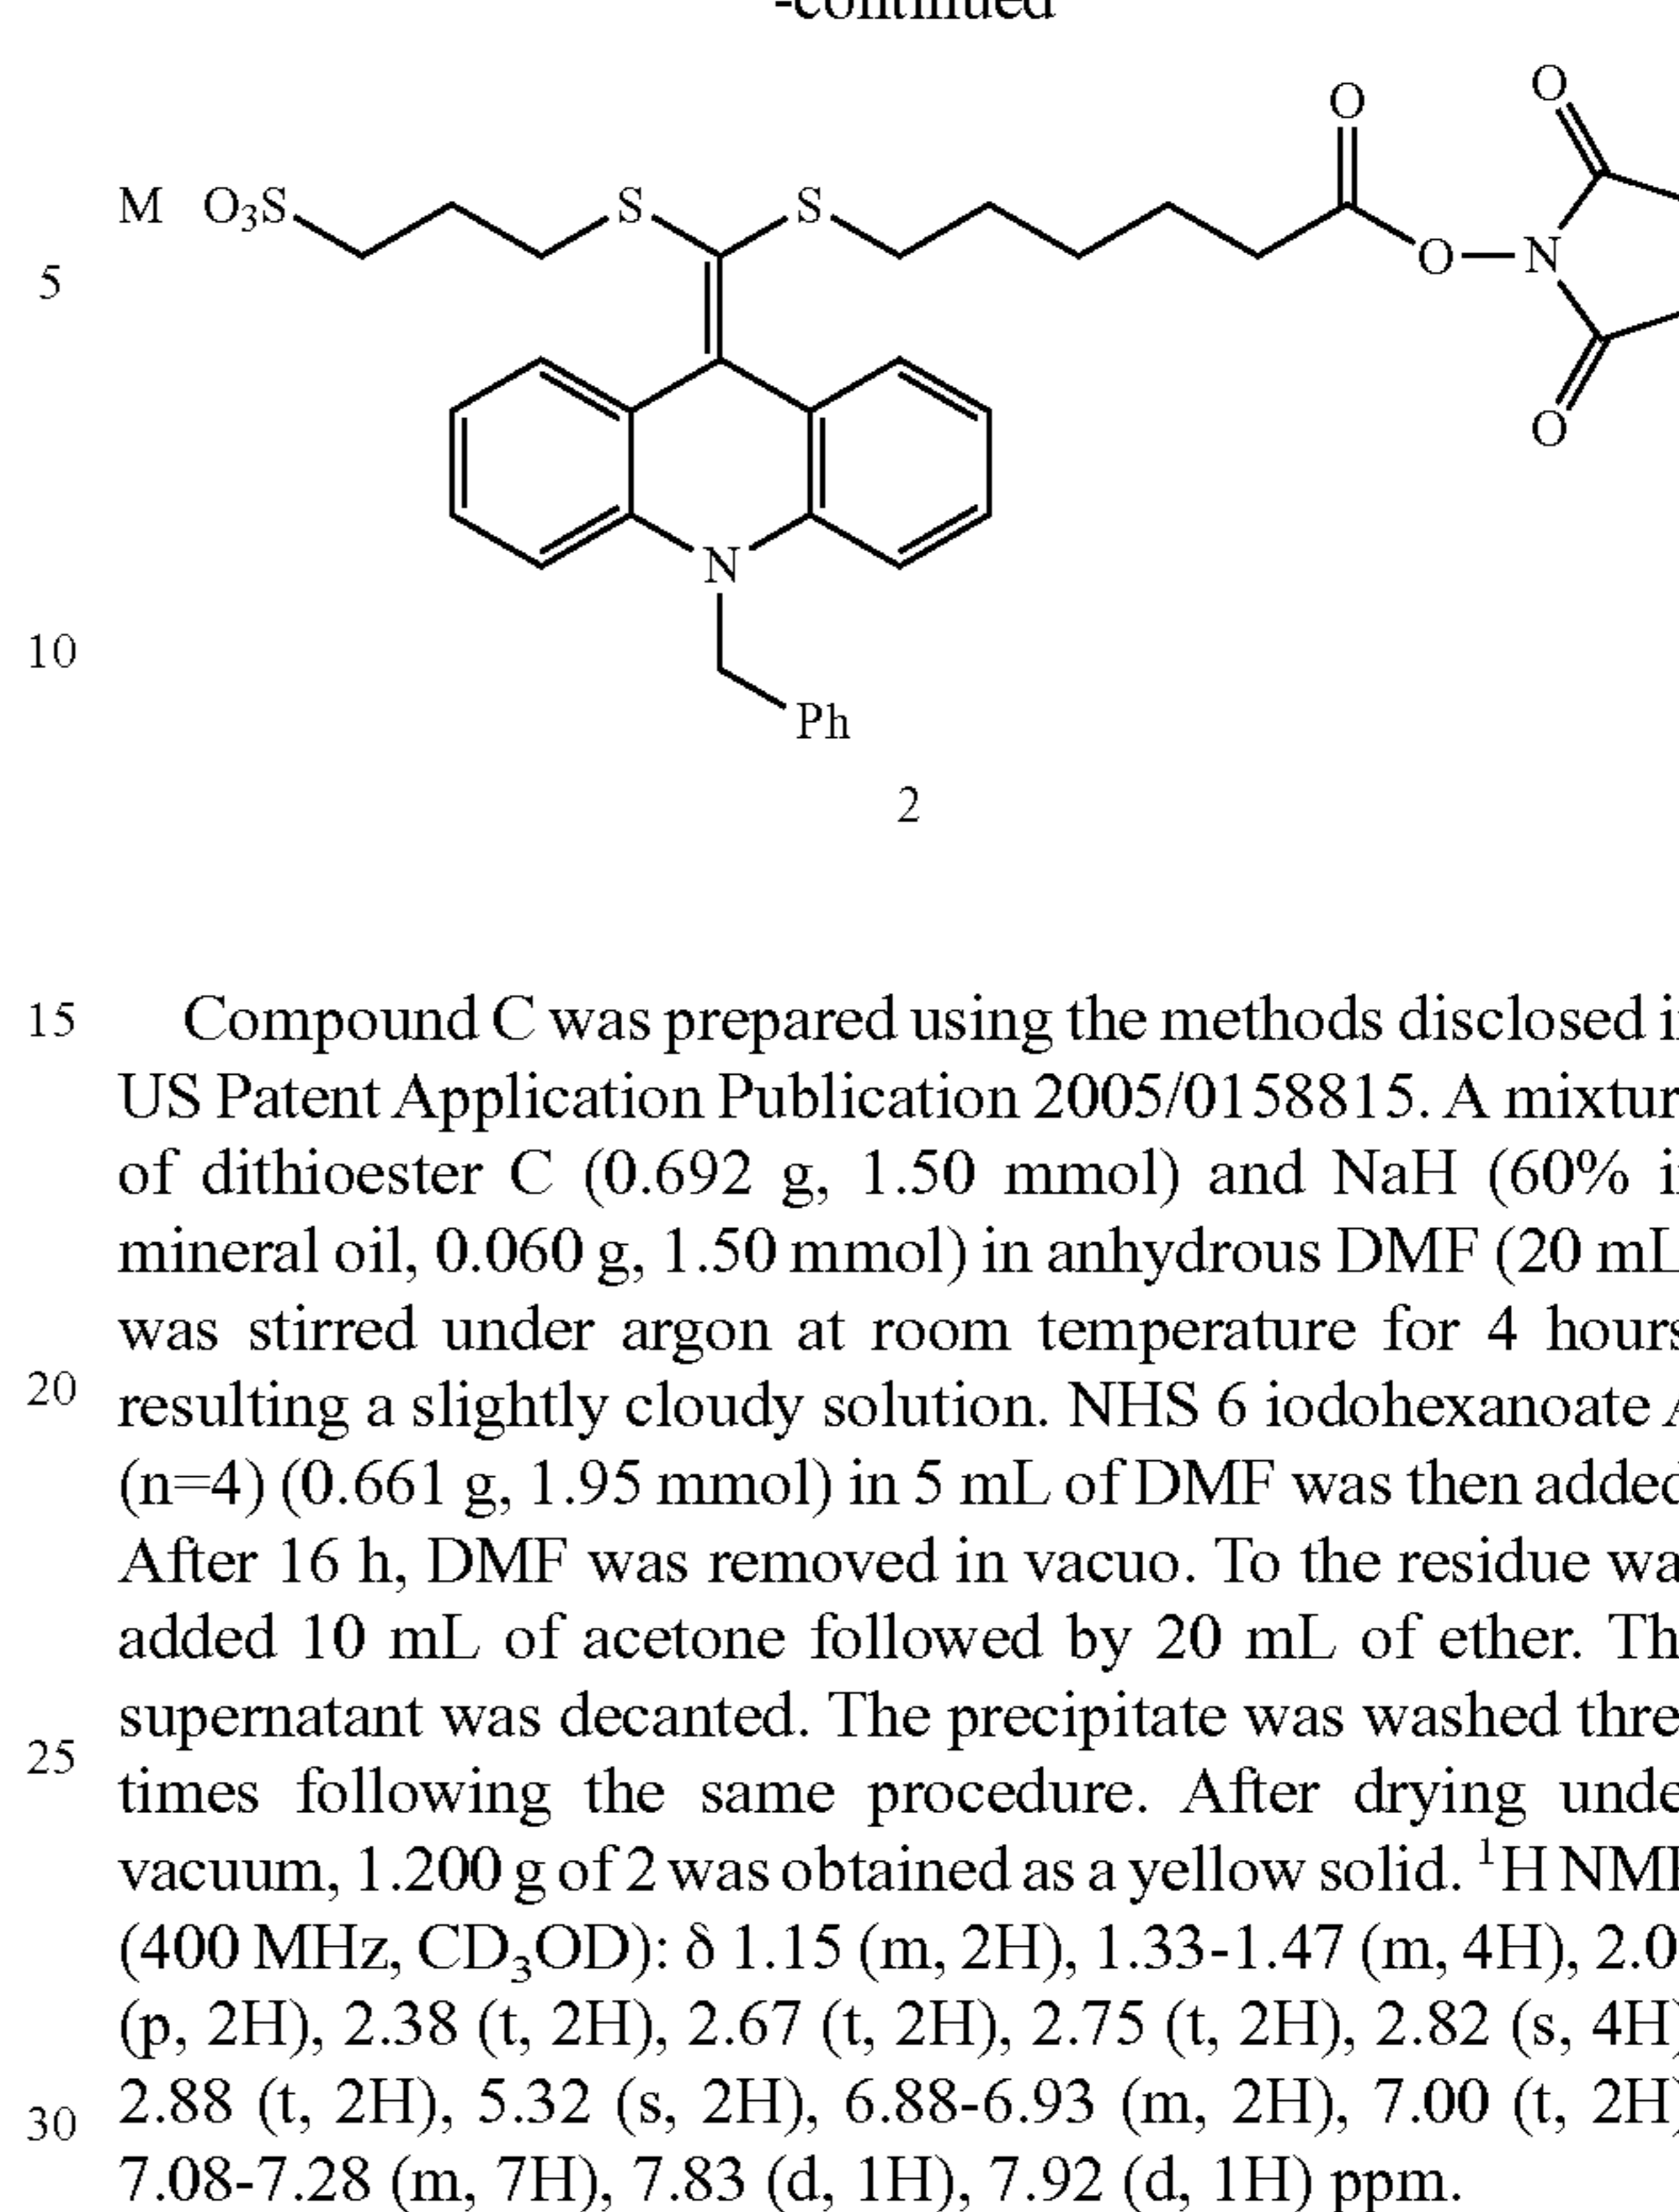 -continued
O
O
M O₃S
S
S
O
N
5
O
N
10
Ph
2
15 Compound C was prepared using the methods disclosed
US Patent Application Publication 2005/0158815. A
of dithioester C (0.692 g, 1.50 mmol) and NaH (60%
mineral oil, 0.060 g, 1.50 mmol) in anhydrous DMF (20 mL
was stirred under argon at room temperature for 4 hours
20 resulting a slightly cloudy solution. NHS 6 iodohexanoate
(n=4) (0.661 g, 1.95 mmol) in 5 mL of DMF was then added
After 16 h, DMF was removed in vacuo. To the residue
added 10 mL of acetone followed by 20 mL of ether.
supernatant was decanted. The precipitate was washed
25 times following the same procedure. After drying
vacuum, 1.200 g of 2 was obtained as a yellow solid. ¹H
(400 MHz, CD₃OD): δ 1.15 (m, 2H), 1.33-1.47 (m, 4H),
(p, 2H), 2.38 (t, 2H), 2.67 (t, 2H), 2.75 (t, 2H), 2.82 (s, 4H)
30 2.88 (t, 2H), 5.32 (s, 2H), 6.88-6.93 (m, 2H), 7.00 (t, 2H)
7.08-7.28 (m, 7H), 7.83 (d, 1H), 7.92 (d, 1H) ppm.